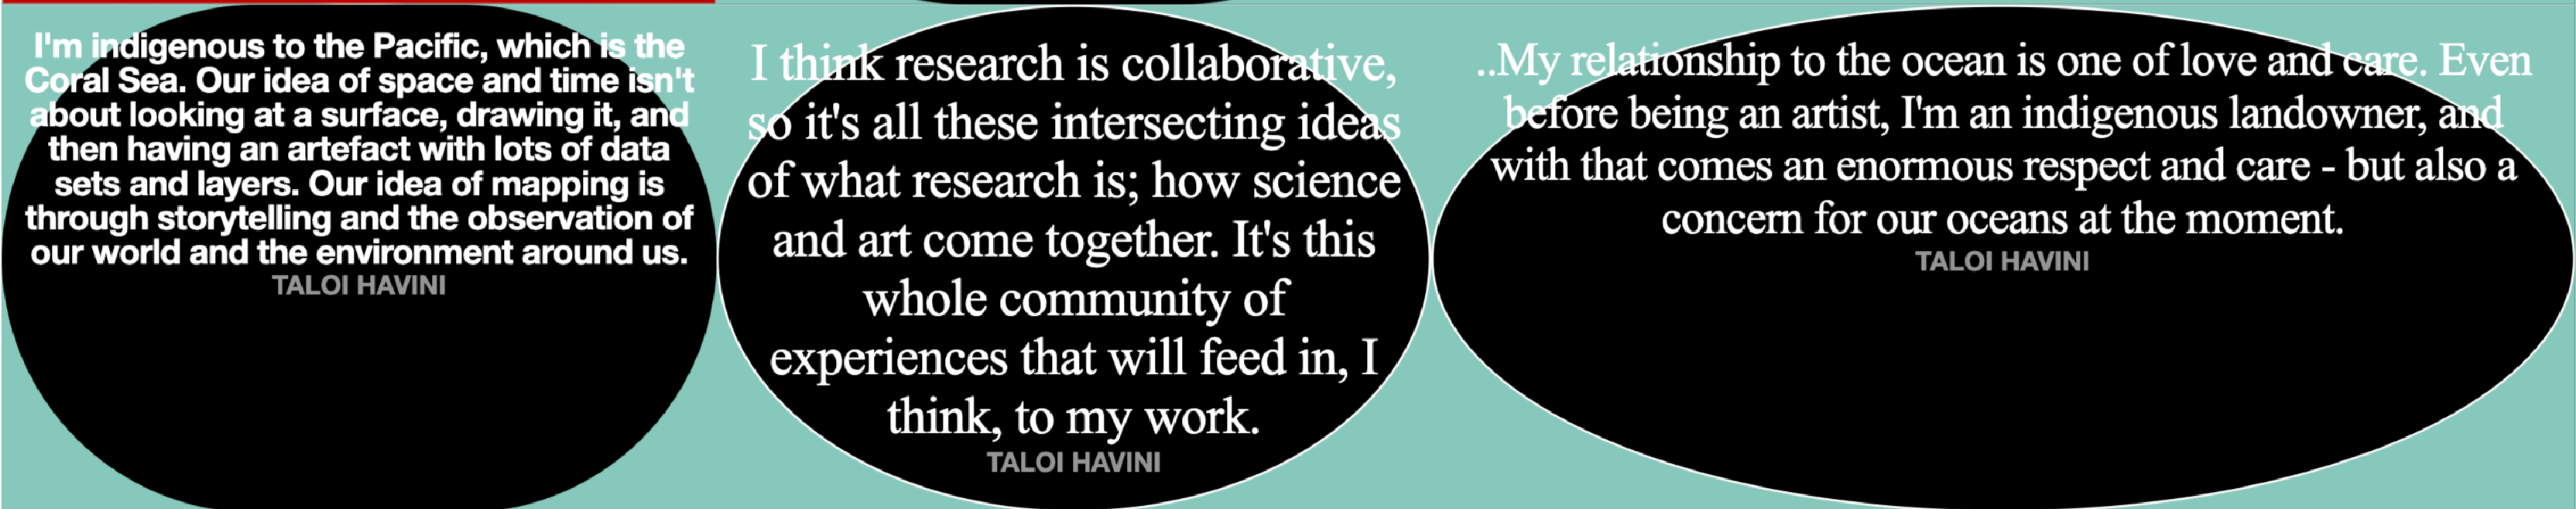 I'm indigenous to the Pacific, which is the
Coral Sea. Our idea of space and time isn't
about looking at a surface, drawing it, and
then having an artefact with lots of data
sets and layers. Our idea of mapping is
through storytelling and the observation of
our world and the environment around us.
TALOI HAVINI
I think research is collaborative,
so it's all these intersecting ideas
of what research is; how science
and art come together. It's this
whole community of
experiences that will feed in, I
think, to my work.
TALOI HAVINI
..My relationship to the ocean is one of love and care. Even
before being an artist, I'm an indigenous landowner, and
with that comes an enormous respect and care - but also a
concern for our oceans at the moment.
TALOI HAVINI